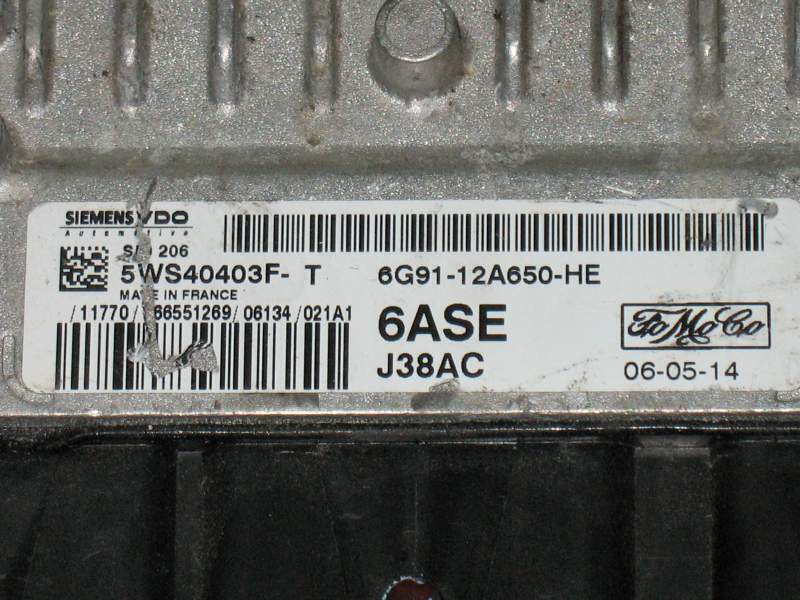 SIEMENS VDO
Automotive
206
5WS40403F- T
MADE IN FRANCE
/11770/ 66551269/06134/021A1
6G91-12A650-HE
6ASE
J38AC
FoMoCo
06-05-14